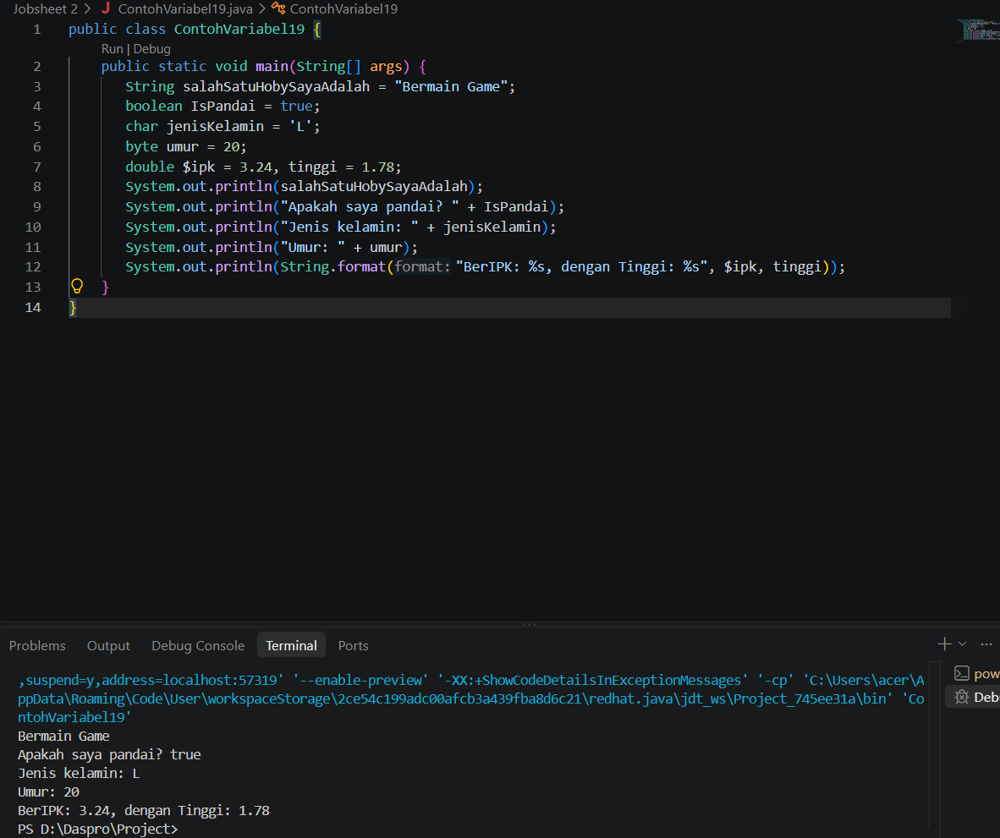 Jobsheet 2 > J ContohVariabel19.java > ContohVariabel19
1 public class ContohVariabel19 {
Run | Debug
2 public static void main(String[] args) {
3 String salahSatuHobySayaAdalah = "Bermain Game";
4 boolean IsPandai = true;
5 char jenisKelamin = 'L';
6 byte umur = 20;
7 double $ipk = 3.24, tinggi = 1.78;
8 System.out.println(salahSatuHobySayaAdalah);
9 System.out.println("Apakah saya pandai? " + IsPandai);
10 System.out.println("Jenis kelamin: " + jenisKelamin);
11 System.out.println("Umur: " + umur);
12 System.out.println(String.format(format: "BerIPK: %s, dengan Tinggi: %s", $ipk, tinggi));
13 }
14 }
Problems Output Debug Console Terminal Ports
,suspend=y,address=localhost:57319' '--enable-preview' '-XX:+ShowCodeDetailsInExceptionMessages' '-cp' 'C:\Users\acer\A
ppData\Roaming\Code\User\workspaceStorage\2ce54c199adc00afcb3a439fba8d6c21\redhat.java\jdt_ws\Project_745ee31a\bin' 'Co
ntohVariabel19'
Bermain Game
Apakah saya pandai? true
Jenis kelamin: L
Umur: 20
BerIPK: 3.24, dengan Tinggi: 1.78
PS D:\Daspro\Project>
pow
Deb